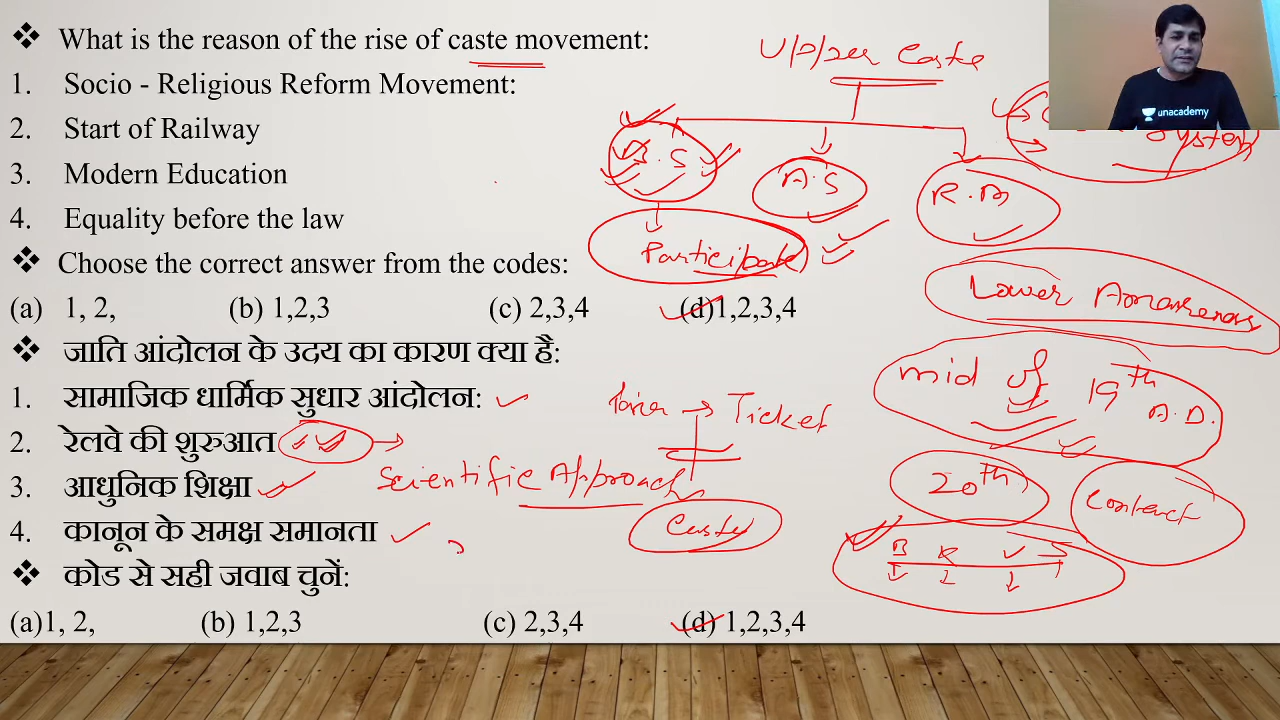 ❖ What is the reason of the rise of caste movement:
1. Socio - Religious Reform Movement:
2. Start of Railway
3. Modern Education
4. Equality before the law
❖ Choose the correct answer from the codes:
(a) 1, 2, (b) 1,2,3 (c) 2,3,4 (d)1,2,3,4
❖ जाति आंदोलन के उदय का कारण क्या है:
1. सामाजिक धार्मिक सुधार आंदोलन:
2. रेलवे की शुरुआत
3. आधुनिक शिक्षा
4. कानून के समक्ष समानता
❖ कोड से सही जवाब चुनें:
(a)1, 2, (b) 1,2,3 (c) 2,3,4 (d) 1,2,3,4
Upper Caste
B.S A.S R.M
Participate
System
Lower Awareness
mid of 19th A.D.
Ticket
Scientific Approach
Caste
20th
Contact
B K V S
unacademy